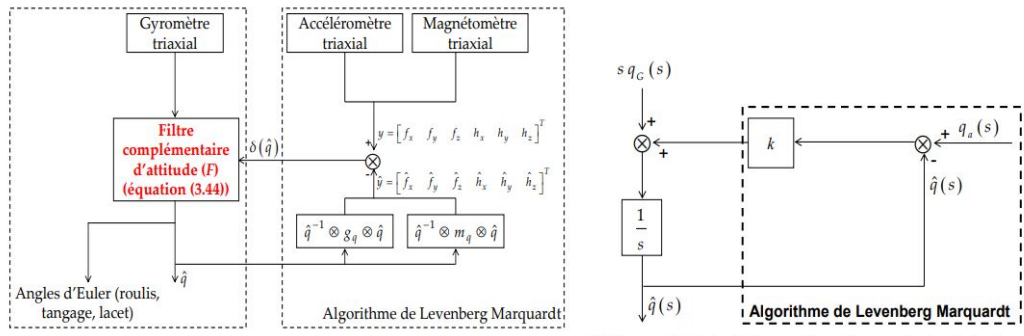 Gyromètre
triaxial
Accéléromètre
triaxial
Magnétomètre
triaxial
Filtre
complémentaire
d'attitude (F)
(équation (3.44))
δ(q̂)
+
-
⊗
y = [f_x f_y f_z h_x h_y h_z]^T
ŷ = [f̂_x f̂_y f̂_z ĥ_x ĥ_y ĥ_z]^T
q̂⁻¹ ⊗ g_q ⊗ q̂
q̂⁻¹ ⊗ m_q ⊗ q̂
q̂
Angles d'Euler (roulis,
tangage, lacet)
Algorithme de Levenberg Marquardt
s q_G (s)
+
+
⊗
k
⊗
+
-
q_a (s)
q̂ (s)
1
s
q̂ (s)
Algorithme de Levenberg Marquardt